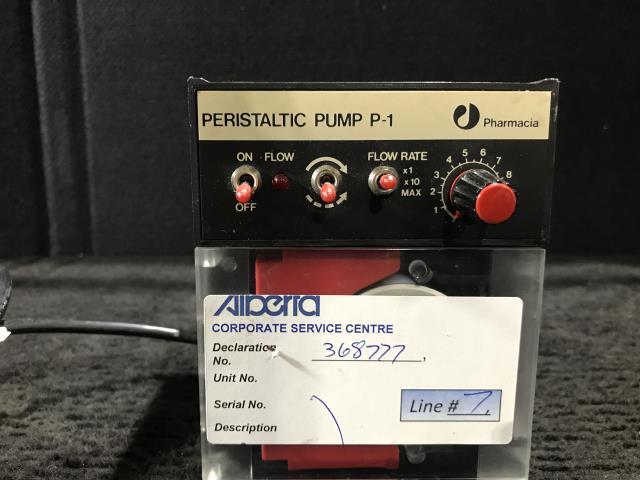 PERISTALTIC PUMP P-1
Pharmacia
ON FLOW
OFF
FLOW RATE
x1
x10
MAX
1 2 3 4 5 6 7 8
Alberta
CORPORATE SERVICE CENTRE
Declaration No. 368777
Unit No.
Serial No.
Line # 7
Description